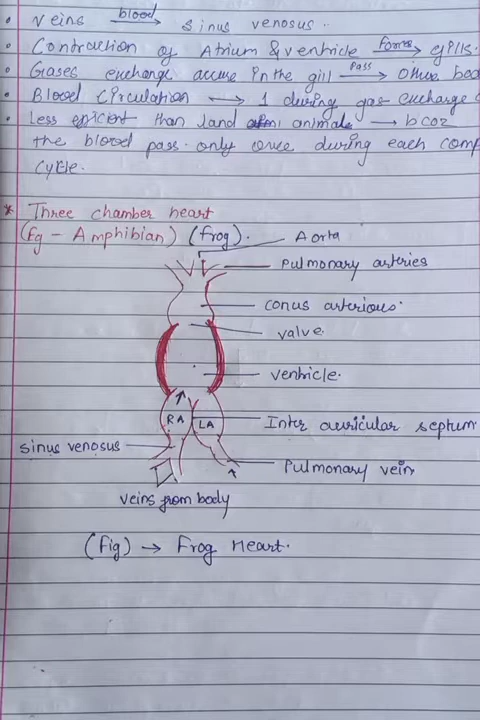 • Veins blood→ sinus venosus..
• Contraction of Atrium & ventricle Forces→ gills.
• Gases exchange accuse in the gill Pass→ Other bod
• Blood Circulation ↔ 1 during gas exchange
• Less efficient than land animals → bcoz
the blood pass only once during each comp
cycle.
* Three chamber heart
(Eg - Amphibian) (frog).
Aorta
Pulmonary arteries
conus arterious.
valve.
ventricle.
RA LA
Inter auricular septum
sinus venosus
Pulmonary vein
veins from body
(Fig) → Frog Heart.